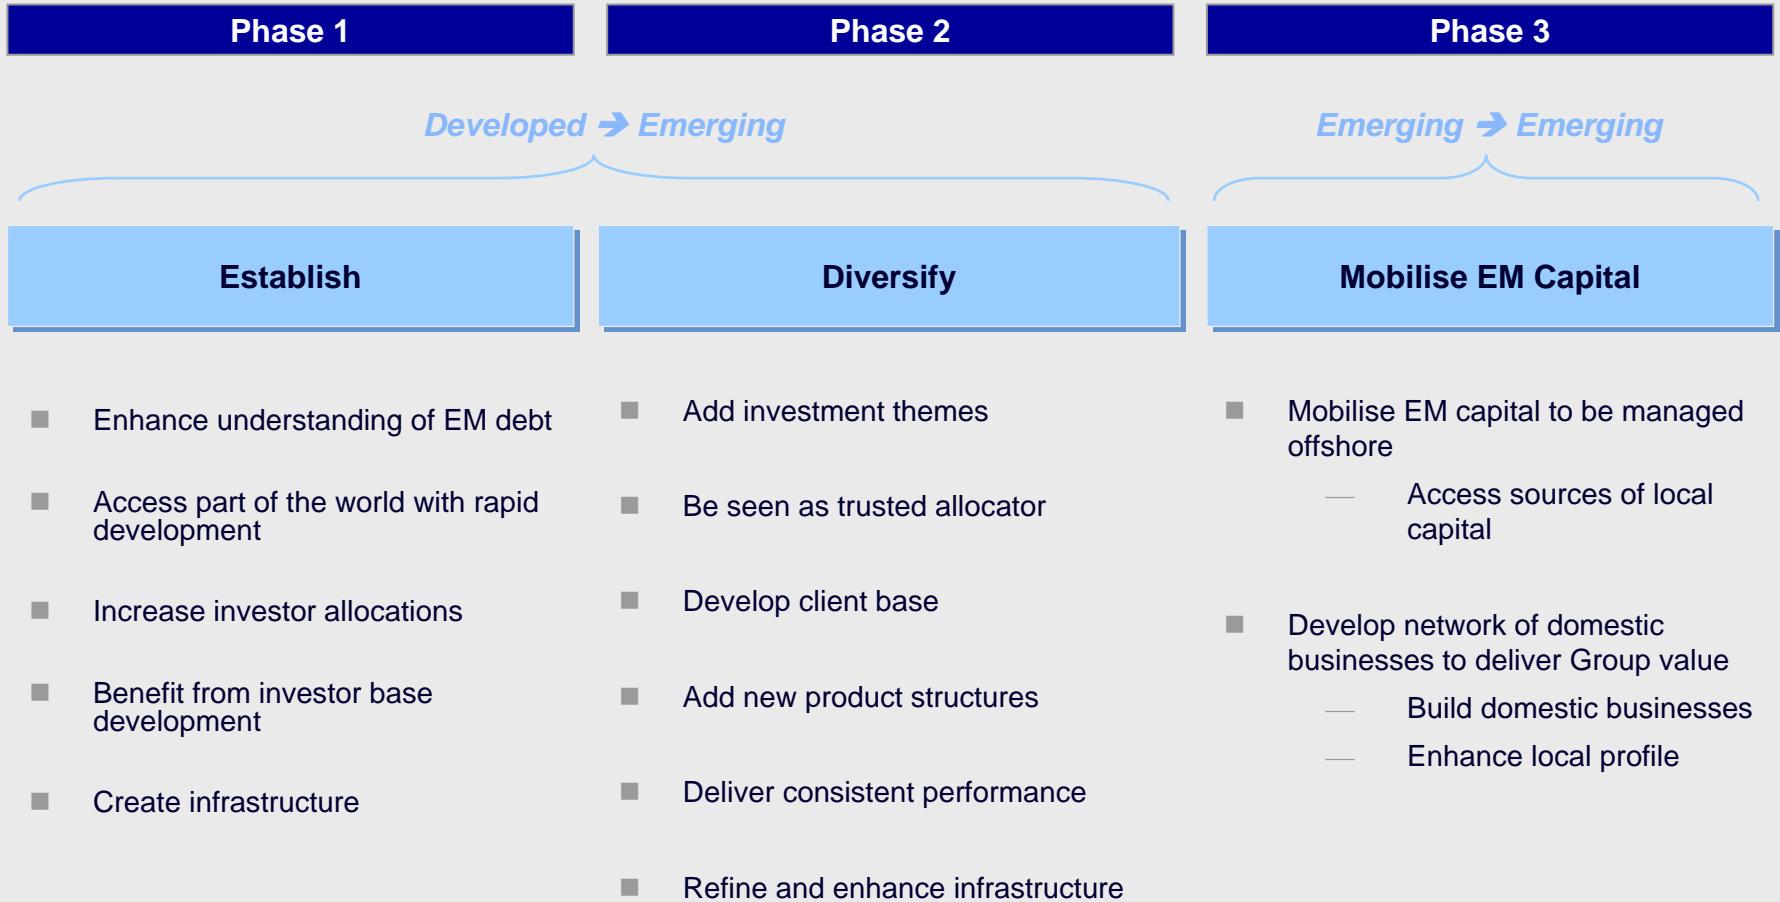 Phase 1
Phase 2
Phase 3
Developed ➔ Emerging
Emerging ➔ Emerging
Establish
Diversify
Mobilise EM Capital
■ Enhance understanding of EM debt
■ Access part of the world with rapid
development
■ Increase investor allocations
■ Benefit from investor base
development
■ Create infrastructure
■ Add investment themes
■ Be seen as trusted allocator
■ Develop client base
■ Add new product structures
■ Deliver consistent performance
■ Refine and enhance infrastructure
■ Mobilise EM capital to be managed
offshore
— Access sources of local
capital
■ Develop network of domestic
businesses to deliver Group value
— Build domestic businesses
— Enhance local profile